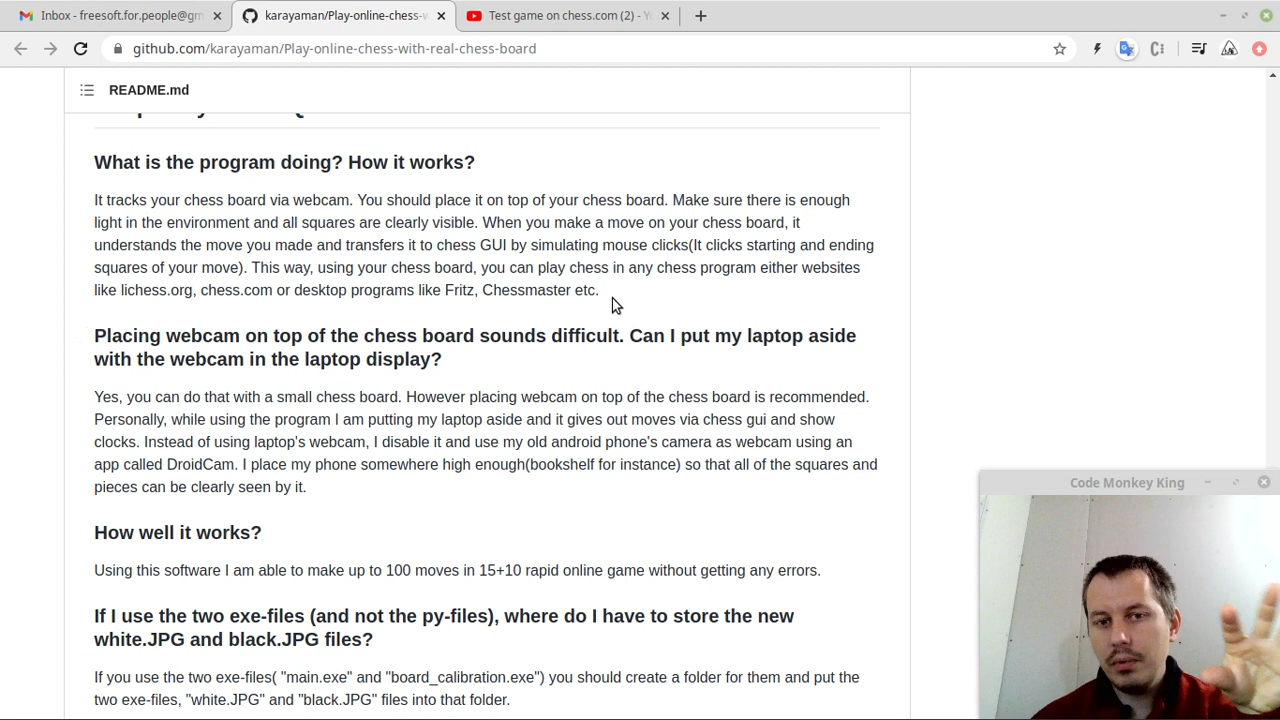 Inbox - freesoft.for.people@gm
karayaman/Play-online-chess-w
Test game on chess.com (2) - Yo
github.com/karayaman/Play-online-chess-with-real-chess-board
README.md
What is the program doing? How it works?
It tracks your chess board via webcam. You should place it on top of your chess board. Make sure there is enough
light in the environment and all squares are clearly visible. When you make a move on your chess board, it
understands the move you made and transfers it to chess GUI by simulating mouse clicks(It clicks starting and ending
squares of your move). This way, using your chess board, you can play chess in any chess program either websites
like lichess.org, chess.com or desktop programs like Fritz, Chessmaster etc.
Placing webcam on top of the chess board sounds difficult. Can I put my laptop aside
with the webcam in the laptop display?
Yes, you can do that with a small chess board. However placing webcam on top of the chess board is recommended.
Personally, while using the program I am putting my laptop aside and it gives out moves via chess gui and show
clocks. Instead of using laptop's webcam, I disable it and use my old android phone's camera as webcam using an
app called DroidCam. I place my phone somewhere high enough(bookshelf for instance) so that all of the squares and
pieces can be clearly seen by it.
Code Monkey King
How well it works?
Using this software I am able to make up to 100 moves in 15+10 rapid online game without getting any errors.
If I use the two exe-files (and not the py-files), where do I have to store the new
white.JPG and black.JPG files?
If you use the two exe-files( "main.exe" and "board_calibration.exe") you should create a folder for them and put the
two exe-files, "white.JPG" and "black.JPG" files into that folder.